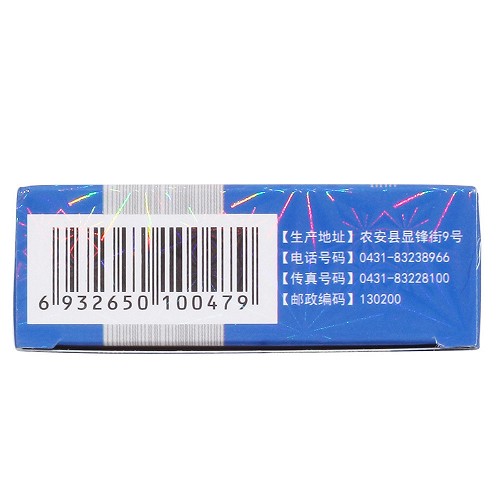 【生产地址】农安县显锋街9号
【电话号码】0431-83238966
【传真号码】0431-83228100
【邮政编码】130200
6 932650 100479